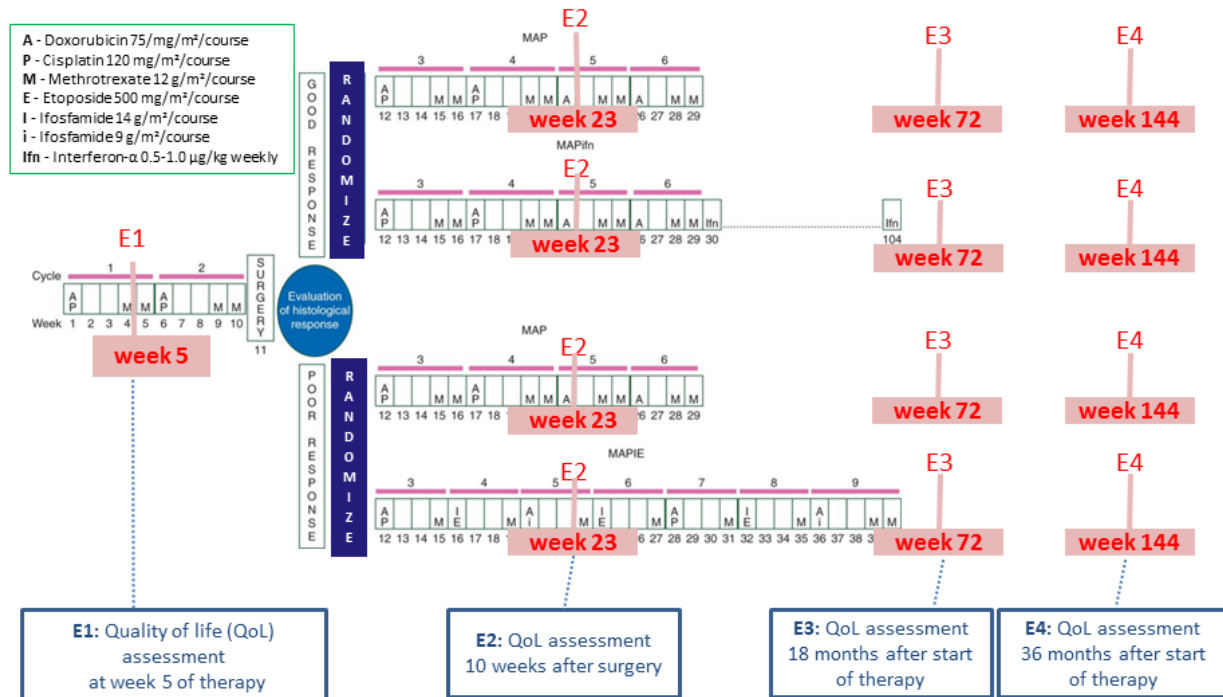 A - Doxorubicin 75/mg/m²/course
P - Cisplatin 120 mg/m²/course
M - Methrotrexate 12 g/m²/course
E - Etoposide 500 mg/m²/course
I - Ifosfamide 14 g/m²/course
i - Ifosfamide 9 g/m²/course
Ifn - Interferon-α 0.5-1.0 µg/kg weekly
GOOD RESPONSE
RANDOMIZE
MAP
E2
3 4 5 6
A P M M A P M A M M A M M
12 13 14 15 16 17 18 26 27 28 29
week 23
E3
week 72
E4
week 144
MAPifn
E2
3 4 5 6
A P M M A P M M A M M A M M Ifn Ifn
12 13 14 15 16 17 18 26 27 28 29 30 104
week 23
E3
week 72
E4
week 144
E1
Cycle 1 2
A P M M A P M M
Week 1 2 3 4 5 6 7 8 9 10
week 5
SURGERY
11
Evaluation
of histological
response
POOR RESPONSE
RANDOMIZE
MAP
E2
3 4 5 6
A P M M A P M M A M M A M M
12 13 14 15 16 17 18 26 27 28 29
week 23
E3
week 72
E4
week 144
MAPIE
E2
3 4 5 6 7 8 9
A P M I E M A i M I E M A P M I E M A i M M
12 13 14 15 16 17 18 26 27 28 29 30 31 32 33 34 35 36 37 38
week 23
E3
week 72
E4
week 144
E1: Quality of life (QoL)
assessment
at week 5 of therapy
E2: QoL assessment
10 weeks after surgery
E3: QoL assessment
18 months after start
of therapy
E4: QoL assessment
36 months after start
of therapy